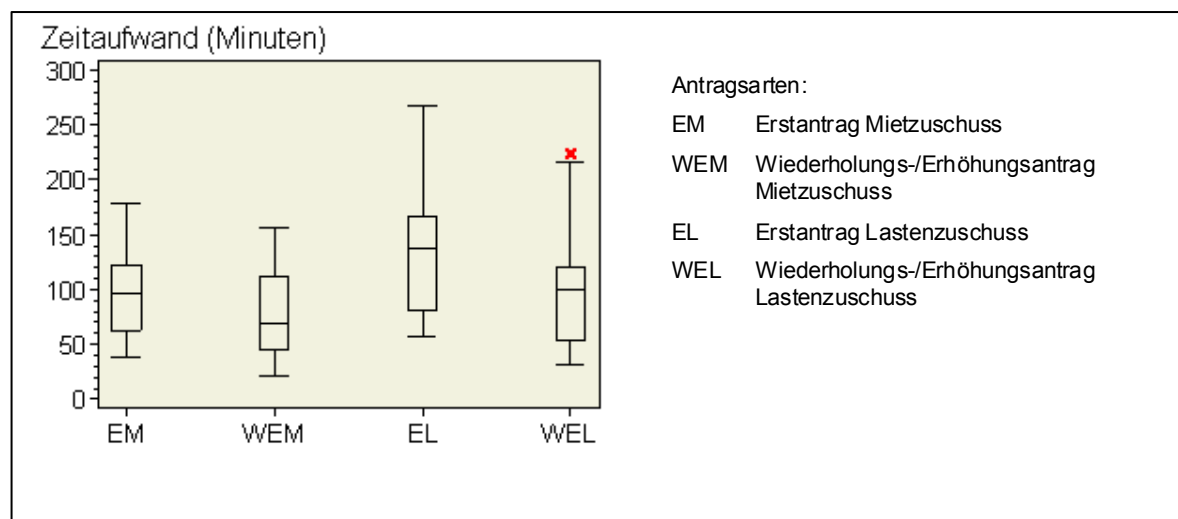 Zeitaufwand (Minuten)
300
250
200
150
100
50
0
EM
WEM
EL
WEL
Antragsarten:
EM Erstantrag Mietzuschuss
WEM Wiederholungs-/Erhöhungsantrag
Mietzuschuss
EL Erstantrag Lastenzuschuss
WEL Wiederholungs-/Erhöhungsantrag
Lastenzuschuss